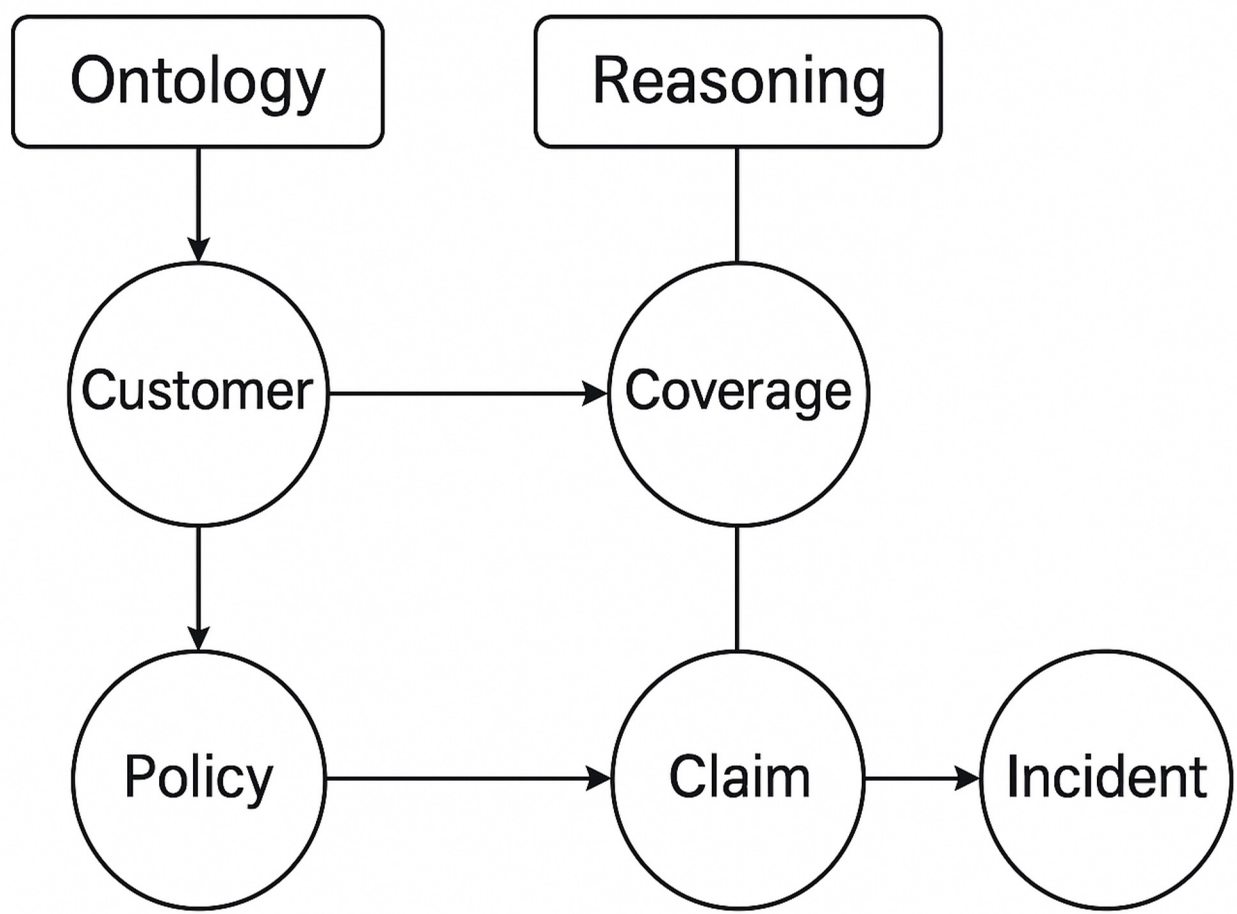 Ontology
Reasoning
Customer
Coverage
Policy
Claim
Incident